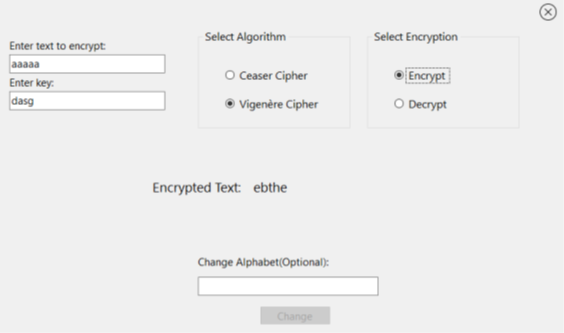 Enter text to encrypt:
aaaaa
Enter key:
dasg
Select Algorithm
Ceaser Cipher
Vigenère Cipher
Select Encryption
Encrypt
Decrypt
Encrypted Text: ebthe
Change Alphabet(Optional):
Change